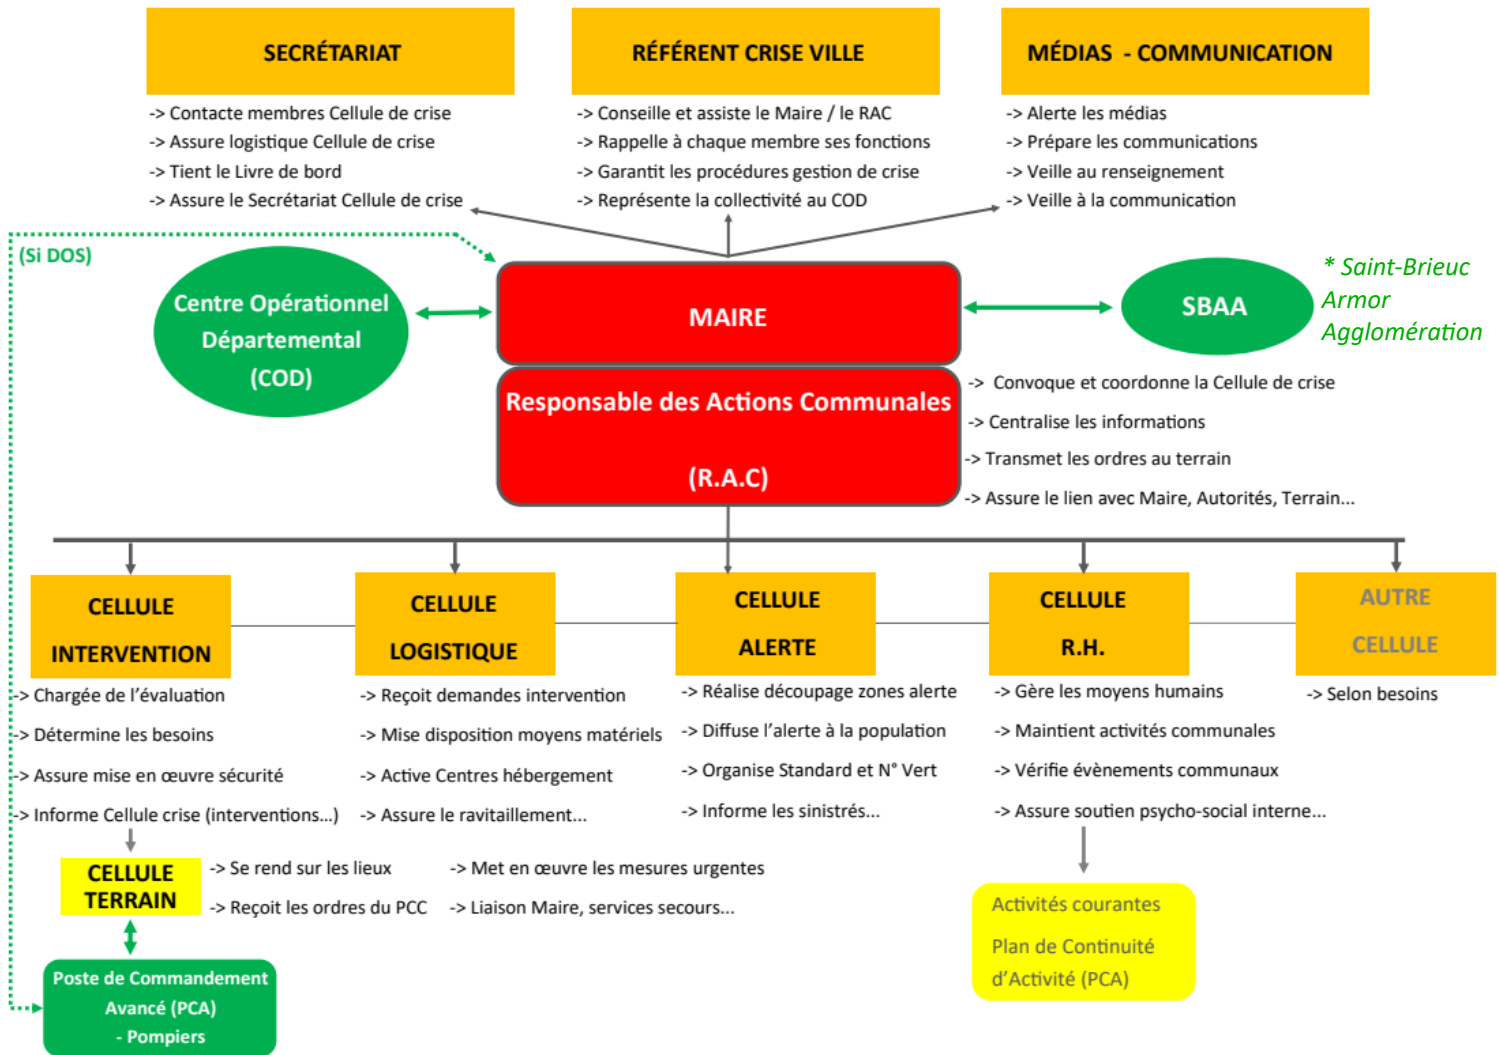 SECRÉTARIAT
-> Contacte membres Cellule de crise
-> Assure logistique Cellule de crise
-> Tient le Livre de bord
-> Assure le Secrétariat Cellule de crise
RÉFÉRENT CRISE VILLE
-> Conseille et assiste le Maire / le RAC
-> Rappelle à chaque membre ses fonctions
-> Garantit les procédures gestion de crise
-> Représente la collectivité au COD
MÉDIAS - COMMUNICATION
-> Alerte les médias
-> Prépare les communications
-> Veille au renseignement
-> Veille à la communication
(Si DOS)
Centre Opérationnel
Départemental
(COD)
MAIRE
SBAA
* Saint-Brieuc
Armor
Agglomération
Responsable des Actions Communales
(R.A.C)
-> Convoque et coordonne la Cellule de crise
-> Centralise les informations
-> Transmet les ordres au terrain
-> Assure le lien avec Maire, Autorités, Terrain...
CELLULE
INTERVENTION
-> Chargée de l'évaluation
-> Détermine les besoins
-> Assure mise en œuvre sécurité
-> Informe Cellule crise (interventions...)
CELLULE
LOGISTIQUE
-> Reçoit demandes intervention
-> Mise disposition moyens matériels
-> Active Centres hébergement
-> Assure le ravitaillement...
CELLULE
ALERTE
-> Réalise découpage zones alerte
-> Diffuse l'alerte à la population
-> Organise Standard et N° Vert
-> Informe les sinistrés...
CELLULE
R.H.
-> Gère les moyens humains
-> Maintient activités communales
-> Vérifie évènements communaux
-> Assure soutien psycho-social interne...
AUTRE
CELLULE
-> Selon besoins
CELLULE
TERRAIN
-> Se rend sur les lieux
-> Reçoit les ordres du PCC
-> Met en œuvre les mesures urgentes
-> Liaison Maire, services secours...
Activités courantes
Plan de Continuité
d'Activité (PCA)
Poste de Commandement
Avancé (PCA)
- Pompiers